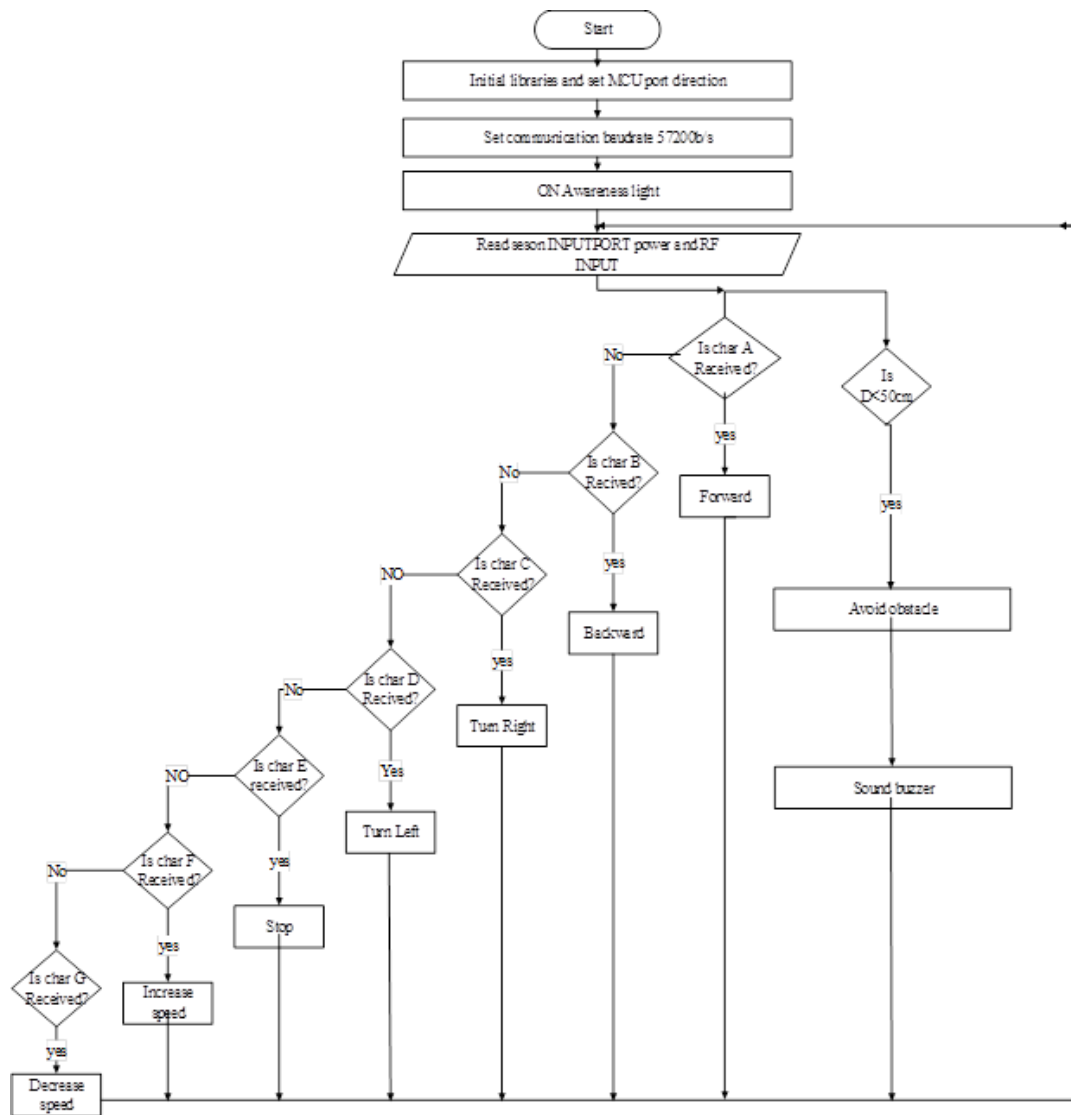 Start
Initial libraries and set MCU port direction
Set communication baudrate 57200b/s
ON Awareness light
Read seson INPUTPORT power and RF
INPUT
Is char A
Received?
No
Is
D<50cm
yes
Is char B
Recived?
No
Forward
yes
Is char C
Received?
NO
yes
Avoid obstacle
Backward
Is char D
Recived?
No
yes
Turn Right
Is char E
received?
NO
Yes
Sound buzzer
Turn Left
Is char F
Received?
No
yes
Stop
yes
Is char G
Received?
Increase
speed
yes
Decrease
speed